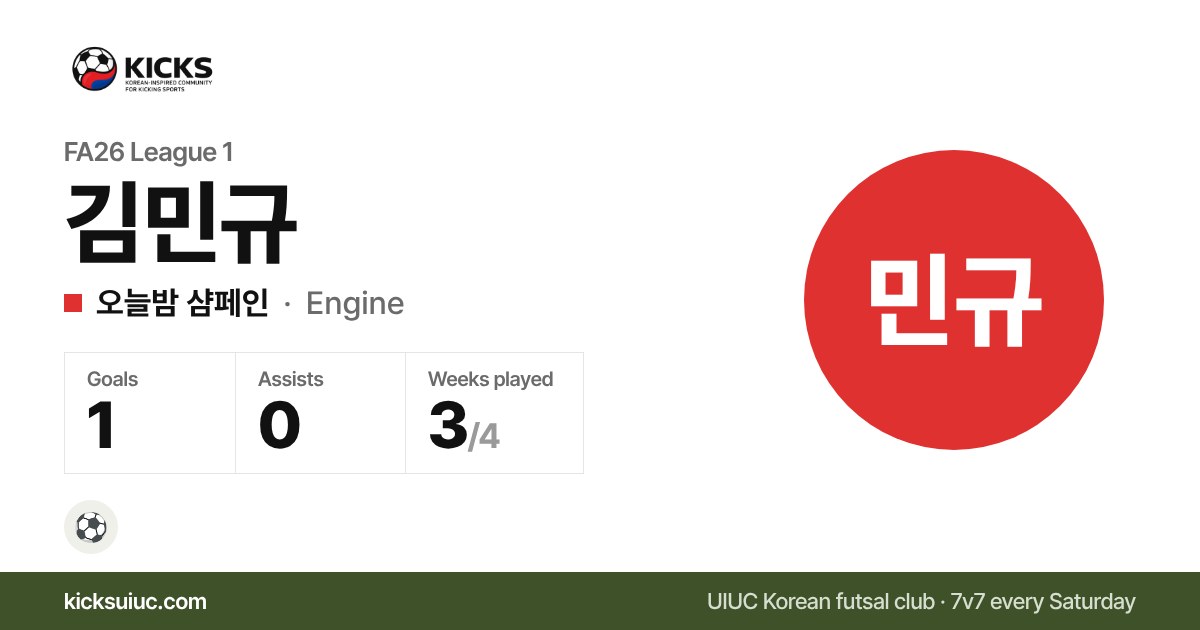 KICKS
KOREAN-INSPIRED COMMUNITY
FOR KICKING SPORTS
FA26 League 1
김민규
오늘밤 샴페인 · Engine
민규
Goals
1
Assists
0
Weeks played
3/4
kicksuiuc.com
UIUC Korean futsal club · 7v7 every Saturday